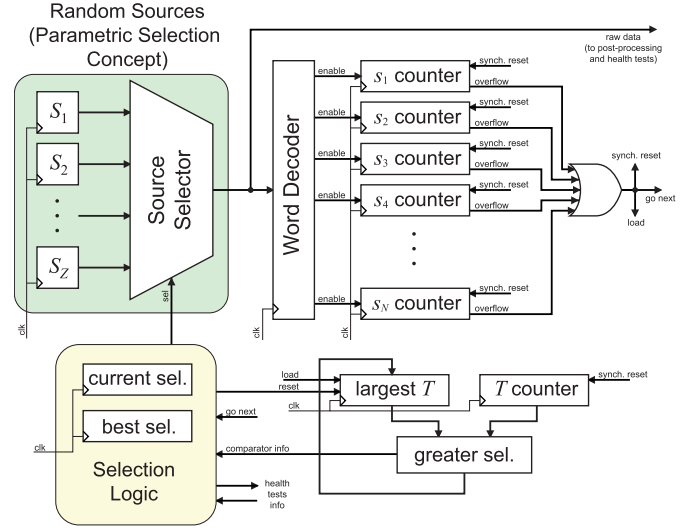 Random Sources
(Parametric Selection
Concept)
raw data
(to post-processing
and health tests)
S1
S2
SZ
clk
Source
Selector
sel
Word Decoder
clk
enable
s1 counter
synch. reset
overflow
enable
s2 counter
synch. reset
overflow
enable
s3 counter
synch. reset
overflow
enable
s4 counter
synch. reset
overflow
enable
sN counter
synch. reset
overflow
clk
synch. reset
go next
load
current sel.
best sel.
clk
Selection
Logic
load
reset
clk
go next
comparator info
health
tests
info
largest T
T counter
synch. reset
greater sel.